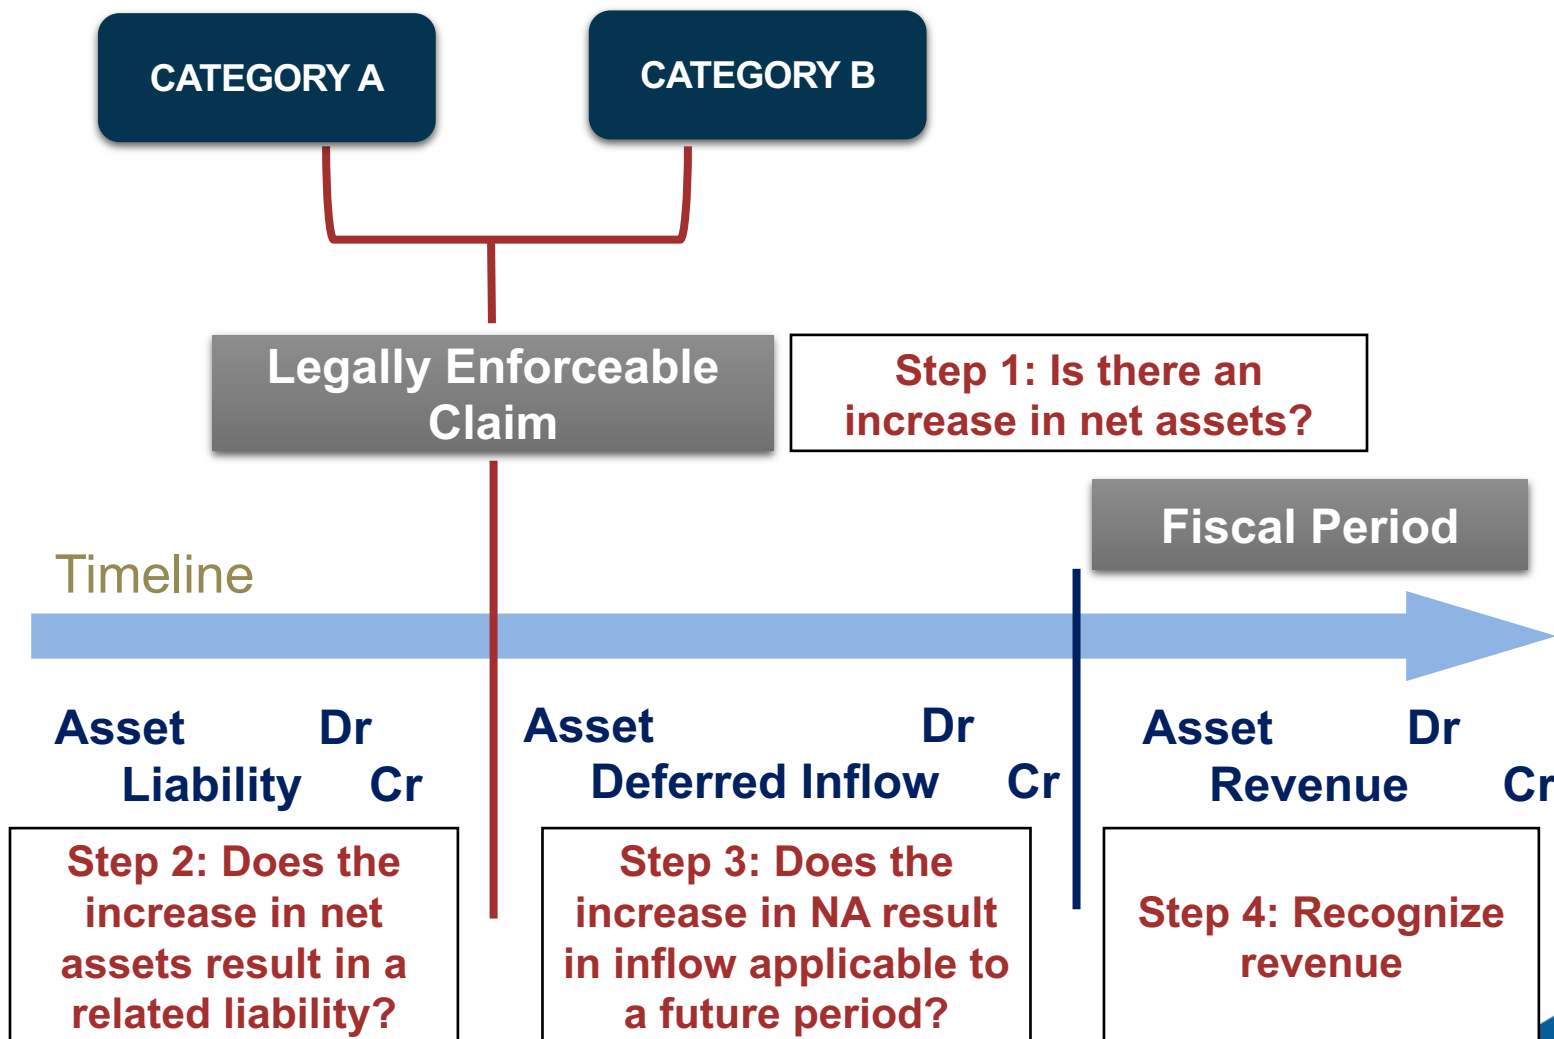 CATEGORY A
CATEGORY B
Legally Enforceable
Claim
Step 1: Is there an
increase in net assets?
Fiscal Period
Timeline
Asset Dr
Liability Cr
Asset Dr
Deferred Inflow Cr
Asset Dr
Revenue Cr
Step 2: Does the
increase in net
assets result in a
related liability?
Step 3: Does the
increase in NA result
in inflow applicable to
a future period?
Step 4: Recognize
revenue